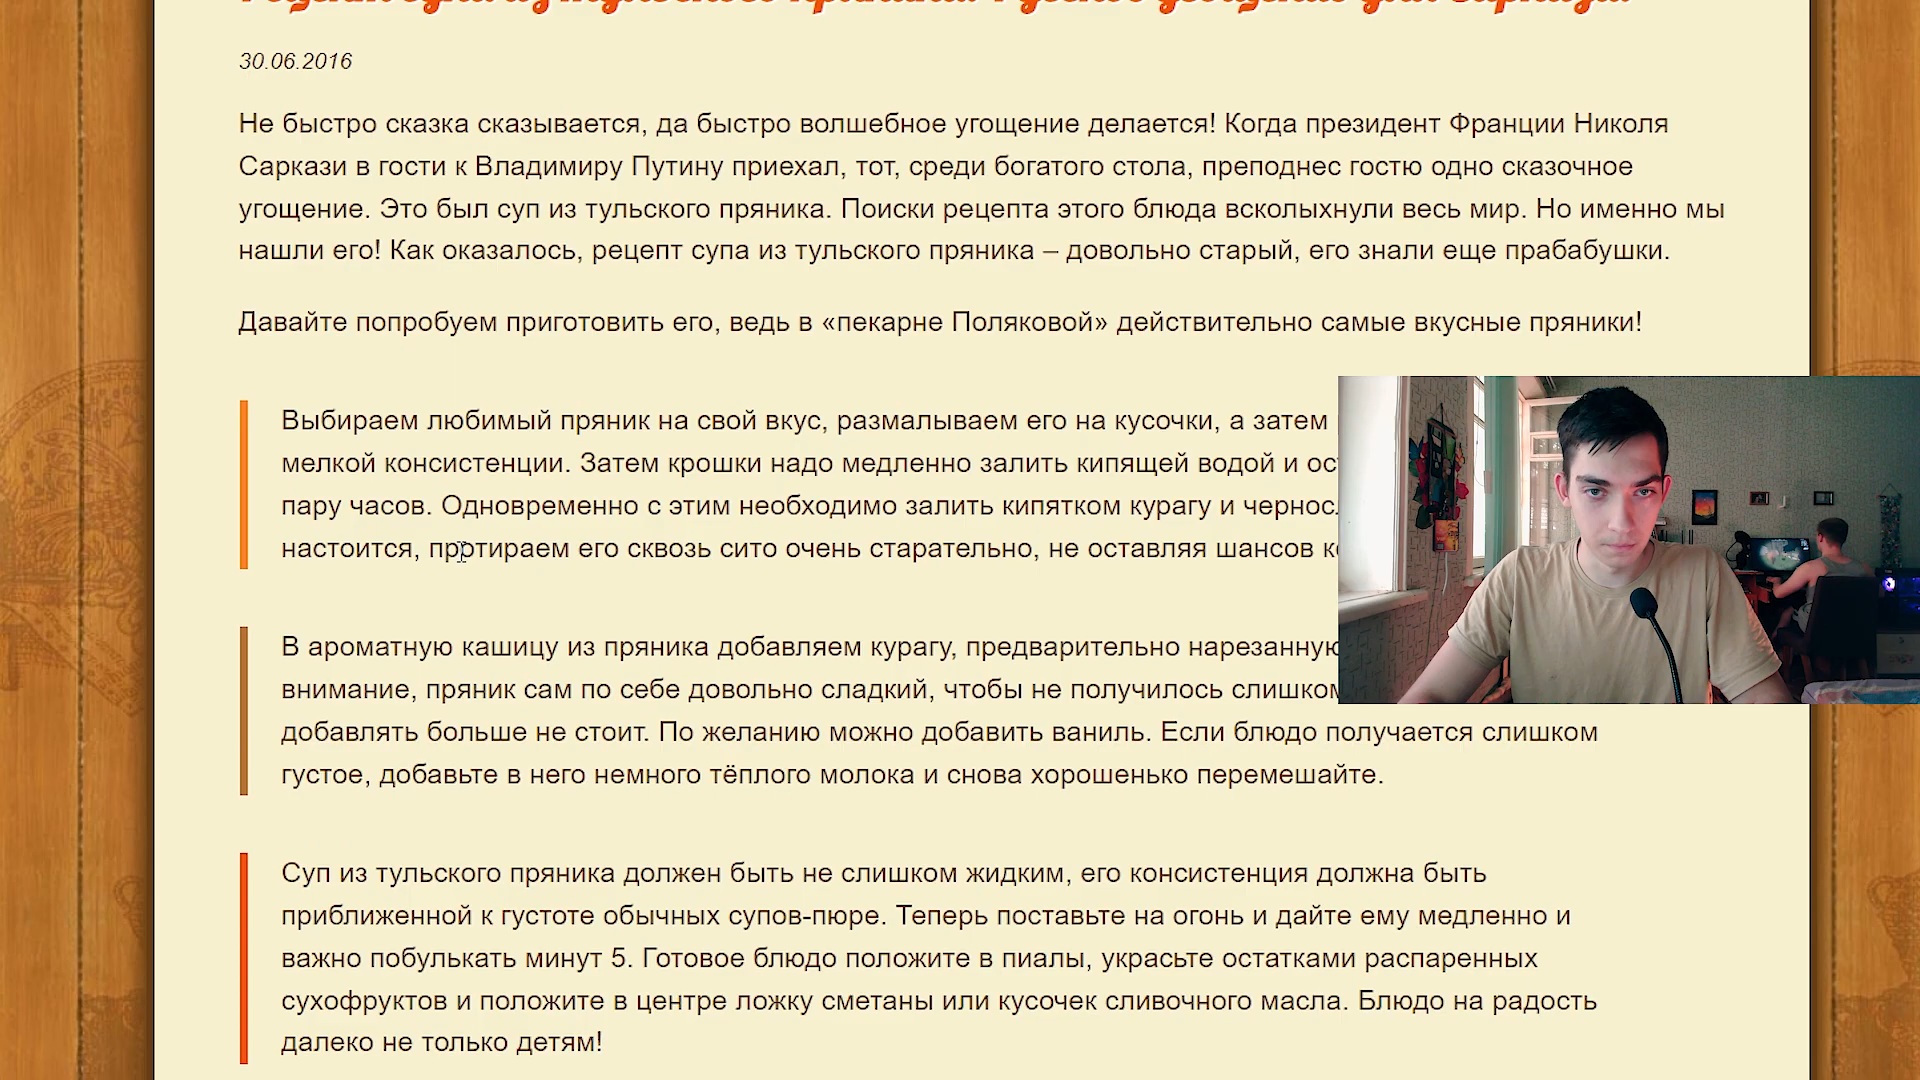 30.06.2016
Не быстро сказка сказывается, да быстро волшебное угощение делается! Когда президент Франции Николя
Саркази в гости к Владимиру Путину приехал, тот, среди богатого стола, преподнес гостю одно сказочное
угощение. Это был суп из тульского пряника. Поиски рецепта этого блюда всколыхнули весь мир. Но именно мы
нашли его! Как оказалось, рецепт супа из тульского пряника – довольно старый, его знали еще прабабушки.
Давайте попробуем приготовить его, ведь в «пекарне Поляковой» действительно самые вкусные пряники!
Выбираем любимый пряник на свой вкус, размалываем его на кусочки, а затем
мелкой консистенции. Затем крошки надо медленно залить кипящей водой и
пару часов. Одновременно с этим необходимо залить кипятком курагу и
настоится, протираем его сквозь сито очень старательно, не оставляя шансов
В ароматную кашицу из пряника добавляем курагу, предварительно
внимание, пряник сам по себе довольно сладкий, чтобы не получилось
добавлять больше не стоит. По желанию можно добавить ваниль. Если блюдо получается слишком
густое, добавьте в него немного тёплого молока и снова хорошенько перемешайте.
Суп из тульского пряника должен быть не слишком жидким, его консистенция должна быть
приближенной к густоте обычных супов-пюре. Теперь поставьте на огонь и дайте ему медленно и
важно побулькать минут 5. Готовое блюдо положите в пиалы, украсьте остатками распаренных
сухофруктов и положите в центре ложку сметаны или кусочек сливочного масла. Блюдо на радость
далеко не только детям!